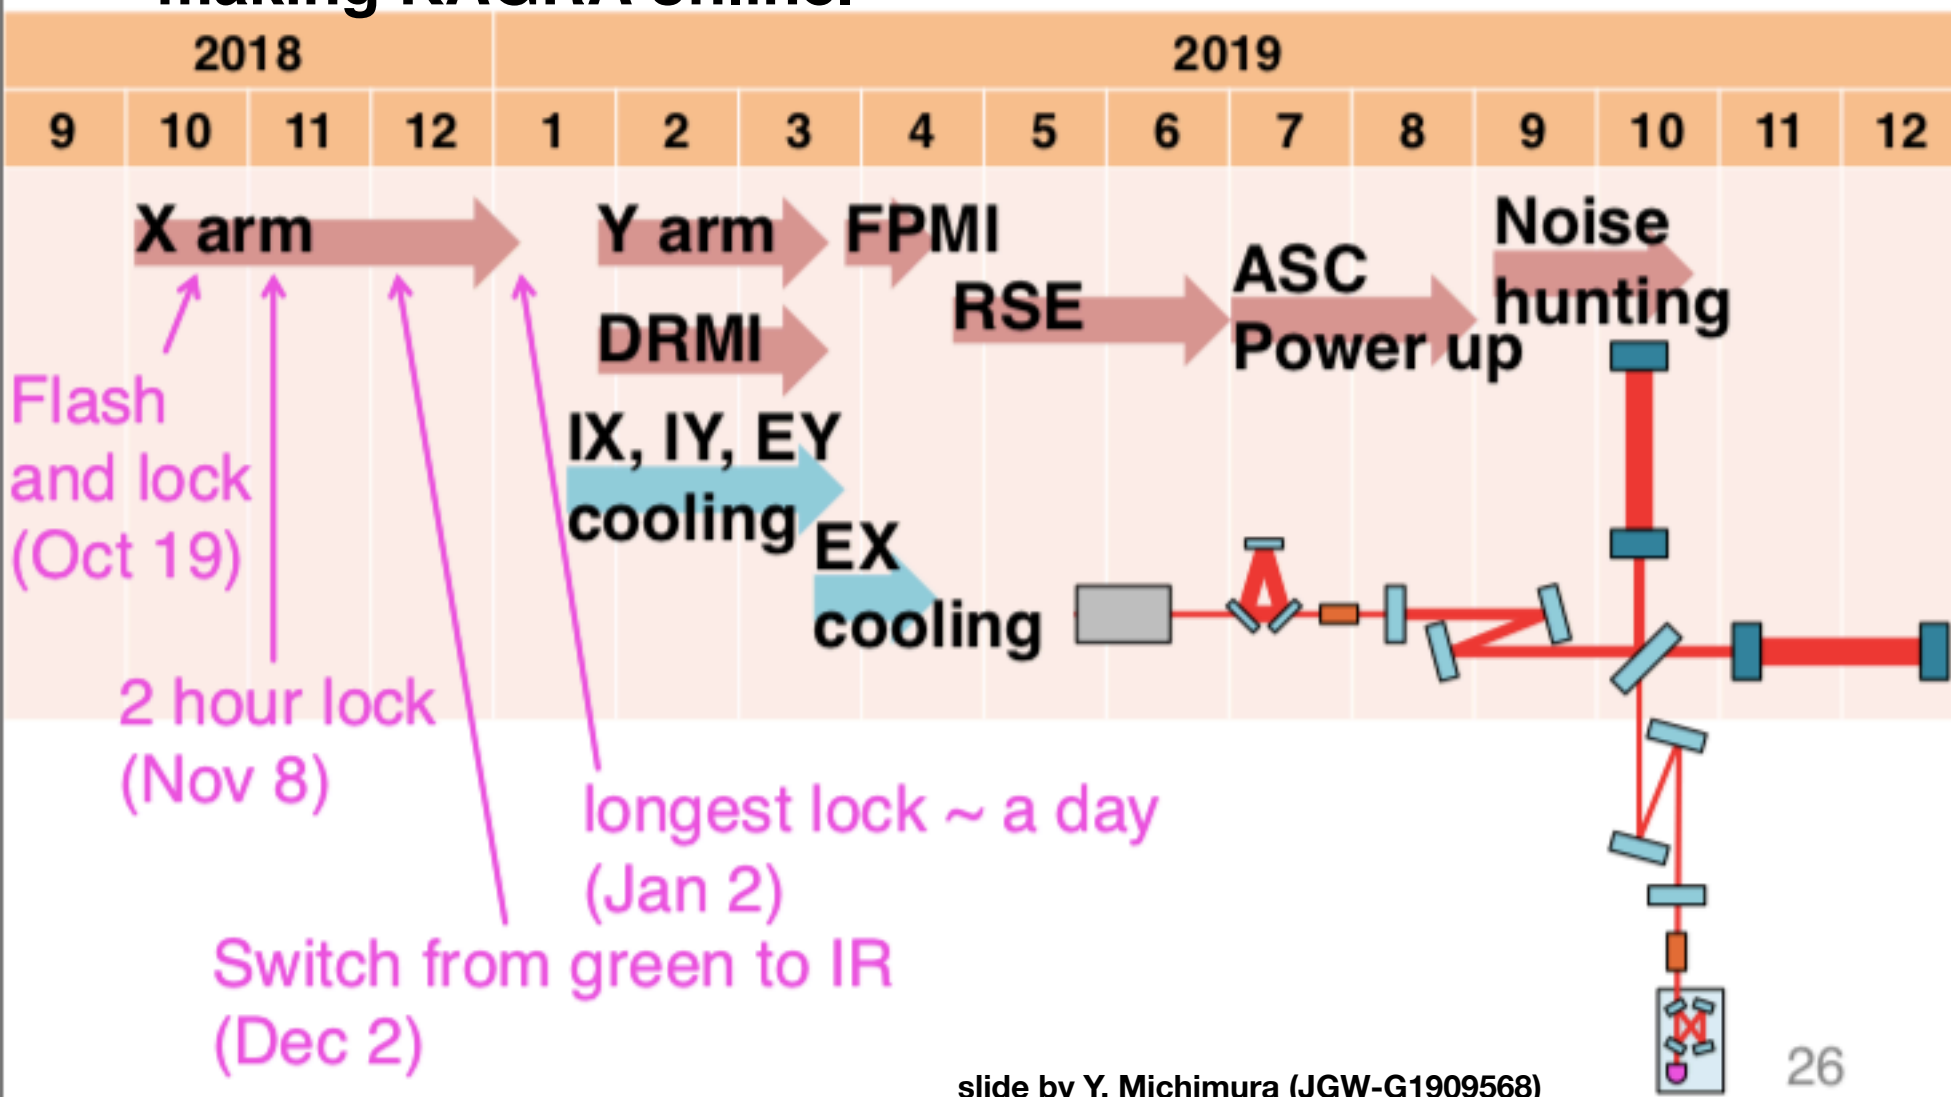 making KAGRA online.
2018 2019
9 10 11 12 1 2 3 4 5 6 7 8 9 10 11 12
X arm
Y arm
FPMI
DRMI
RSE
ASC
Power up
Noise
hunting
IX, IY, EY
cooling
EX
cooling
Flash
and lock
(Oct 19)
2 hour lock
(Nov 8)
longest lock ~ a day
(Jan 2)
Switch from green to IR
(Dec 2)
slide by Y. Michimura (JGW-G1909568)
26